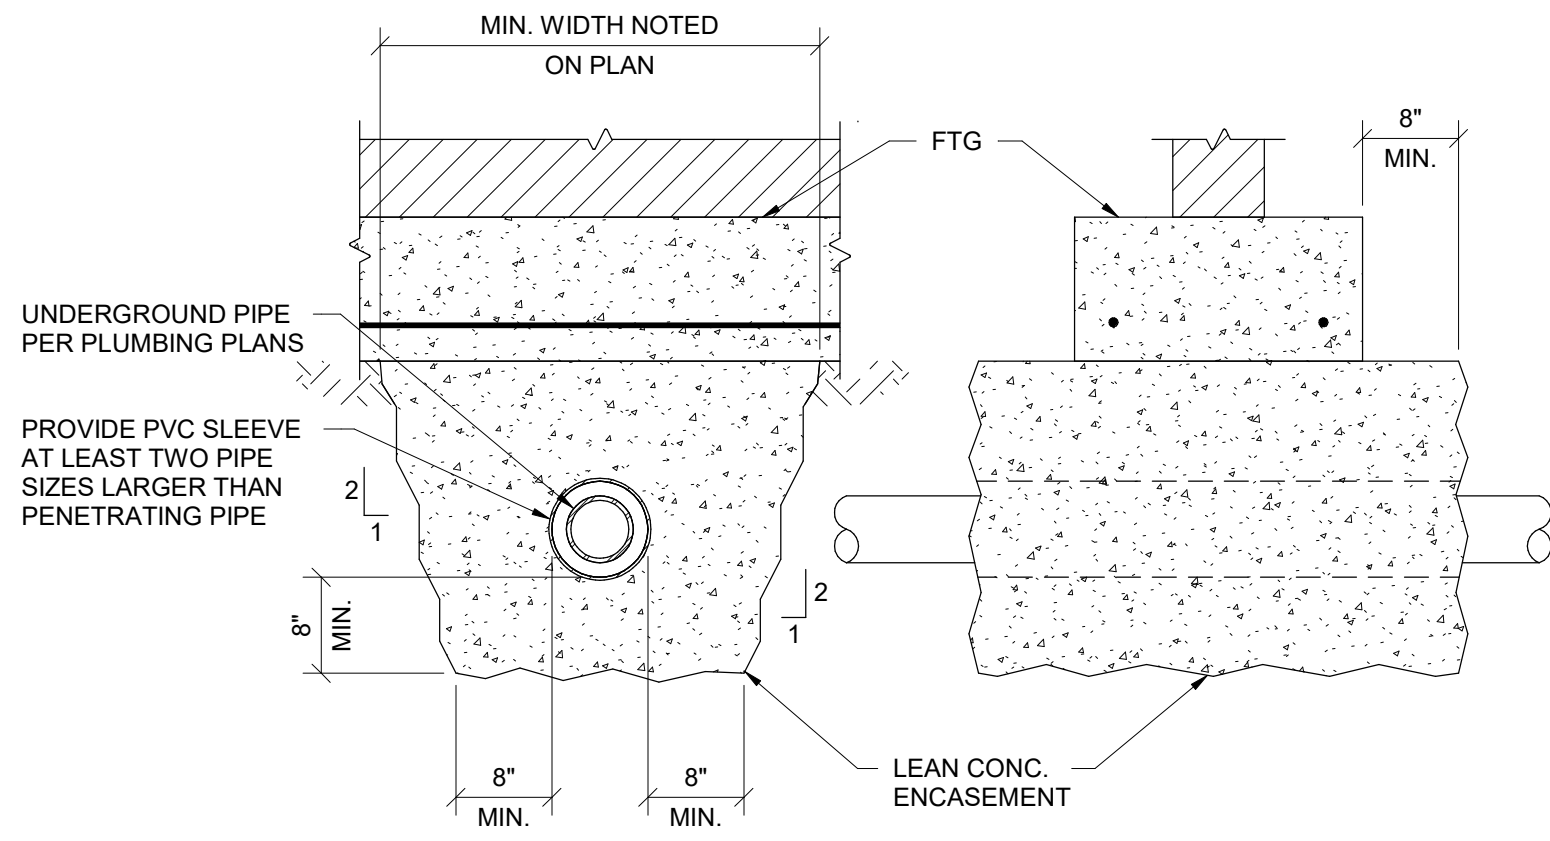 MIN. WIDTH NOTED
ON PLAN
FTG
8"
MIN.
UNDERGROUND PIPE
PER PLUMBING PLANS
PROVIDE PVC SLEEVE
AT LEAST TWO PIPE
SIZES LARGER THAN
PENETRATING PIPE
2
1
2
1
8"
MIN.
8"
MIN.
8"
MIN.
LEAN CONC.
ENCASEMENT